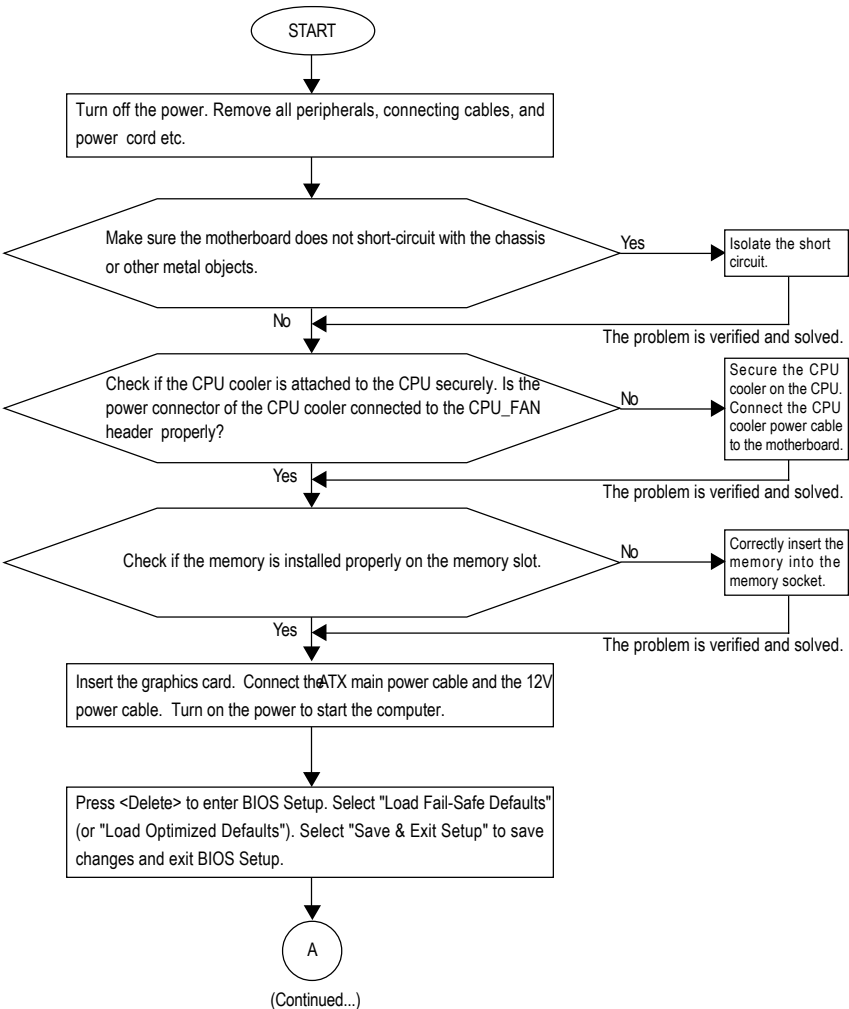 START
Turn off the power. Remove all peripherals, connecting cables, and
power cord etc.
Make sure the motherboard does not short-circuit with the chassis
or other metal objects.
Yes
Isolate the short
circuit.
No
The problem is verified and solved.
Check if the CPU cooler is attached to the CPU securely. Is the
power connector of the CPU cooler connected to the CPU_FAN
header properly?
No
Secure the CPU
cooler on the CPU.
Connect the CPU
cooler power cable
to the motherboard.
Yes
The problem is verified and solved.
Check if the memory is installed properly on the memory slot.
No
Correctly insert the
memory into the
memory socket.
Yes
The problem is verified and solved.
Insert the graphics card. Connect the ATX main power cable and the 12V
power cable. Turn on the power to start the computer.
Press <Delete> to enter BIOS Setup. Select "Load Fail-Safe Defaults"
(or "Load Optimized Defaults"). Select "Save & Exit Setup" to save
changes and exit BIOS Setup.
A
(Continued...)